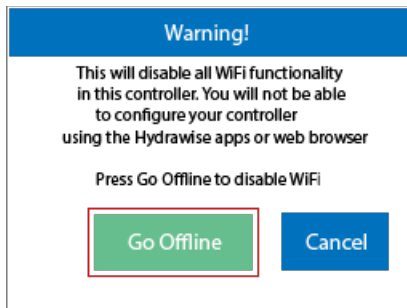 Warning!
This will disable all WiFi functionality
in this controller. You will not be able
to configure your controller
using the Hydrawise apps or web browser
Press Go Offline to disable WiFi
Go Offline
Cancel